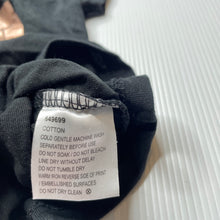 649699
COTTON
COLD GENTLE MACHINE WASH
SEPARATELY BEFORE USE
DO NOT SOAK / DO NOT BLEACH
LINE DRY WITHOUT DELAY
DO NOT TUMBLE DRY
WARM IRON REVERSE SIDE OF PRINT
/ EMBELLISHED SURFACES
DO NOT DRY CLEAN